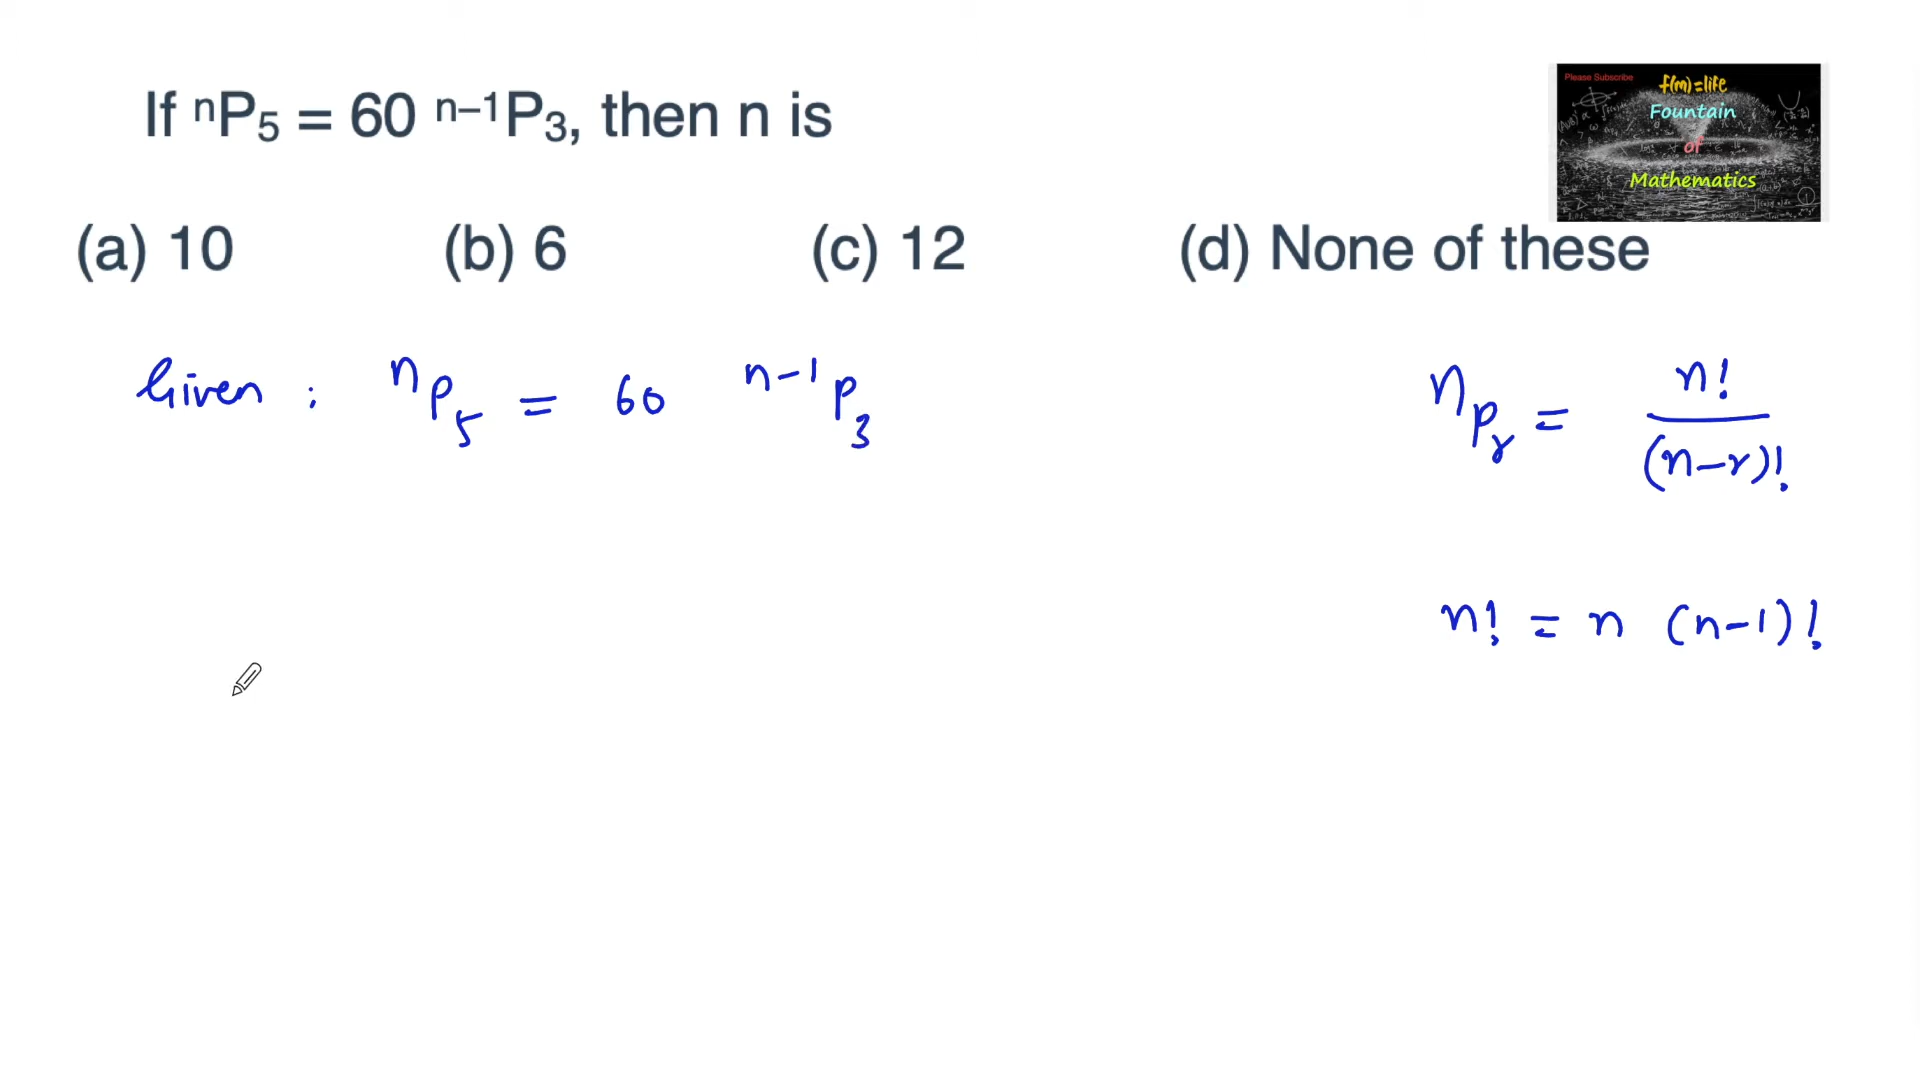 If ⁿP₅ = 60 ⁿ⁻¹P₃, then n is
Please Subscribe
f(m)=life
Fountain
of
Mathematics
(a) 10 (b) 6 (c) 12 (d) None of these
Given : ⁿP₅ = 60 ⁿ⁻¹P₃
ⁿPᵣ = n! / (n-r)!
n! = n (n-1)!